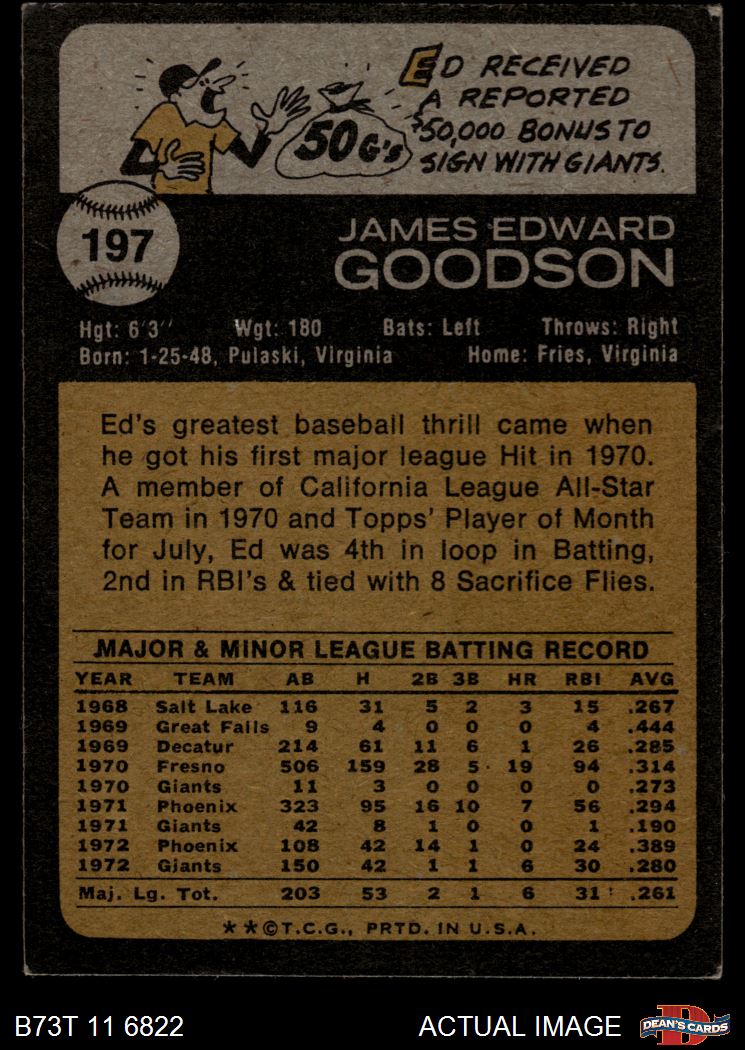 ED RECEIVED
A REPORTED
$50,000 BONUS TO
SIGN WITH GIANTS.
50 G's
197
JAMES EDWARD
GOODSON
Hgt: 6'3" Wgt: 180 Bats: Left Throws: Right
Born: 1-25-48, Pulaski, Virginia Home: Fries, Virginia
Ed's greatest baseball thrill came when
he got his first major league Hit in 1970.
A member of California League All-Star
Team in 1970 and Topps' Player of Month
for July, Ed was 4th in loop in Batting,
2nd in RBI's & tied with 8 Sacrifice Flies.
MAJOR & MINOR LEAGUE BATTING RECORD
YEAR TEAM AB H 2B 3B HR RBI AVG
1968 Salt Lake 116 31 5 2 3 15 .267
1969 Great Falls 9 4 0 0 0 4 .444
1969 Decatur 214 61 11 6 1 26 .285
1970 Fresno 506 159 28 5 19 94 .314
1970 Giants 11 3 0 0 0 0 .273
1971 Phoenix 323 95 16 10 7 56 .294
1971 Giants 42 8 1 0 0 1 .190
1972 Phoenix 108 42 14 1 0 24 .389
1972 Giants 150 42 1 1 6 30 .280
Maj. Lg. Tot. 203 53 2 1 6 31 .261
**©T.C.G., PRTD. IN U.S.A.
B73T 11 6822 ACTUAL IMAGE DEAN'S CARDS